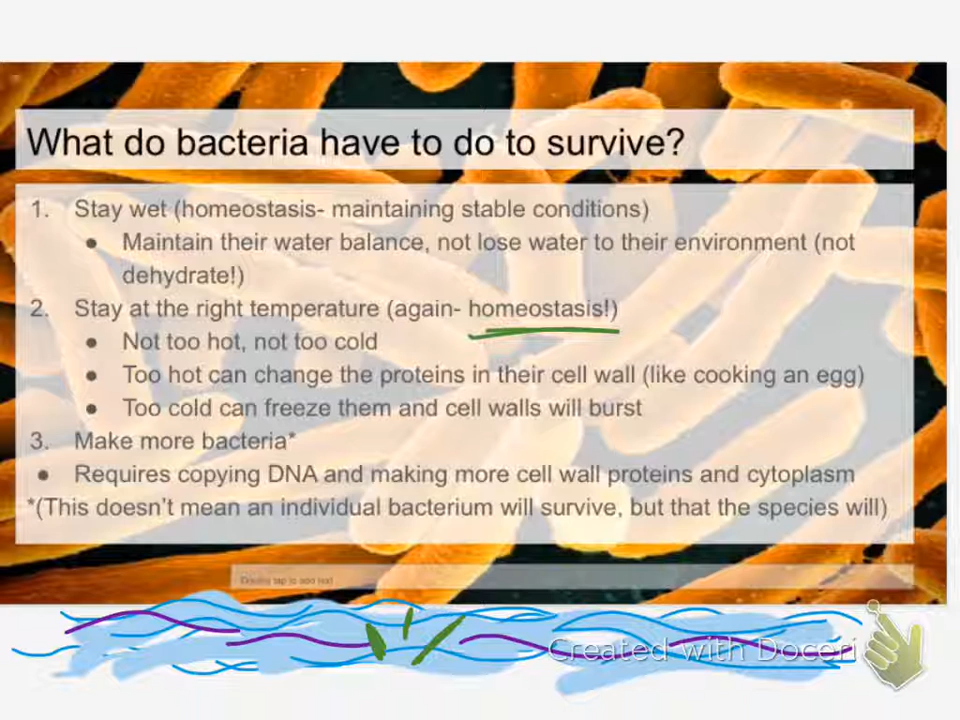 What do bacteria have to do to survive?
1. Stay wet (homeostasis- maintaining stable conditions)
● Maintain their water balance, not lose water to their environment (not
dehydrate!)
2. Stay at the right temperature (again- homeostasis!)
● Not too hot, not too cold
● Too hot can change the proteins in their cell wall (like cooking an egg)
● Too cold can freeze them and cell walls will burst
3. Make more bacteria*
● Requires copying DNA and making more cell wall proteins and cytoplasm
*(This doesn't mean an individual bacterium will survive, but that the species will)
tap to add text
Created with Doceri